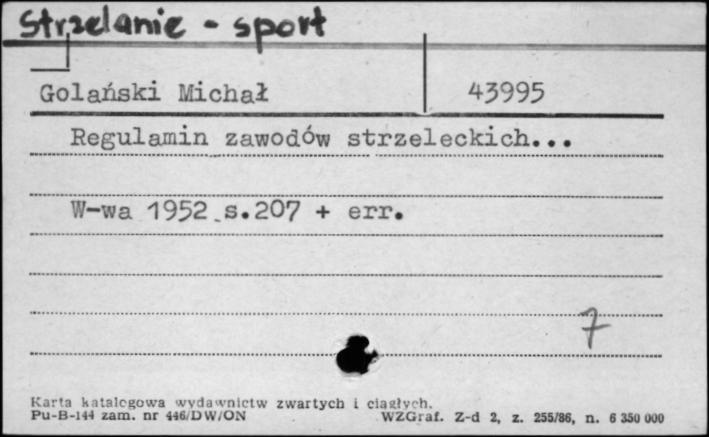 Strzelanie - sport
Golański Michał 43995
Regulamin zawodów strzeleckich...
W-wa 1952 s.207 + err.
7
Karta katalogowa wydawnictw zwartych i ciągłych.
Pu-B-144 zam. nr 446/DW/ON WZGraf. Z-d 2, z. 255/86, n. 6 350 000